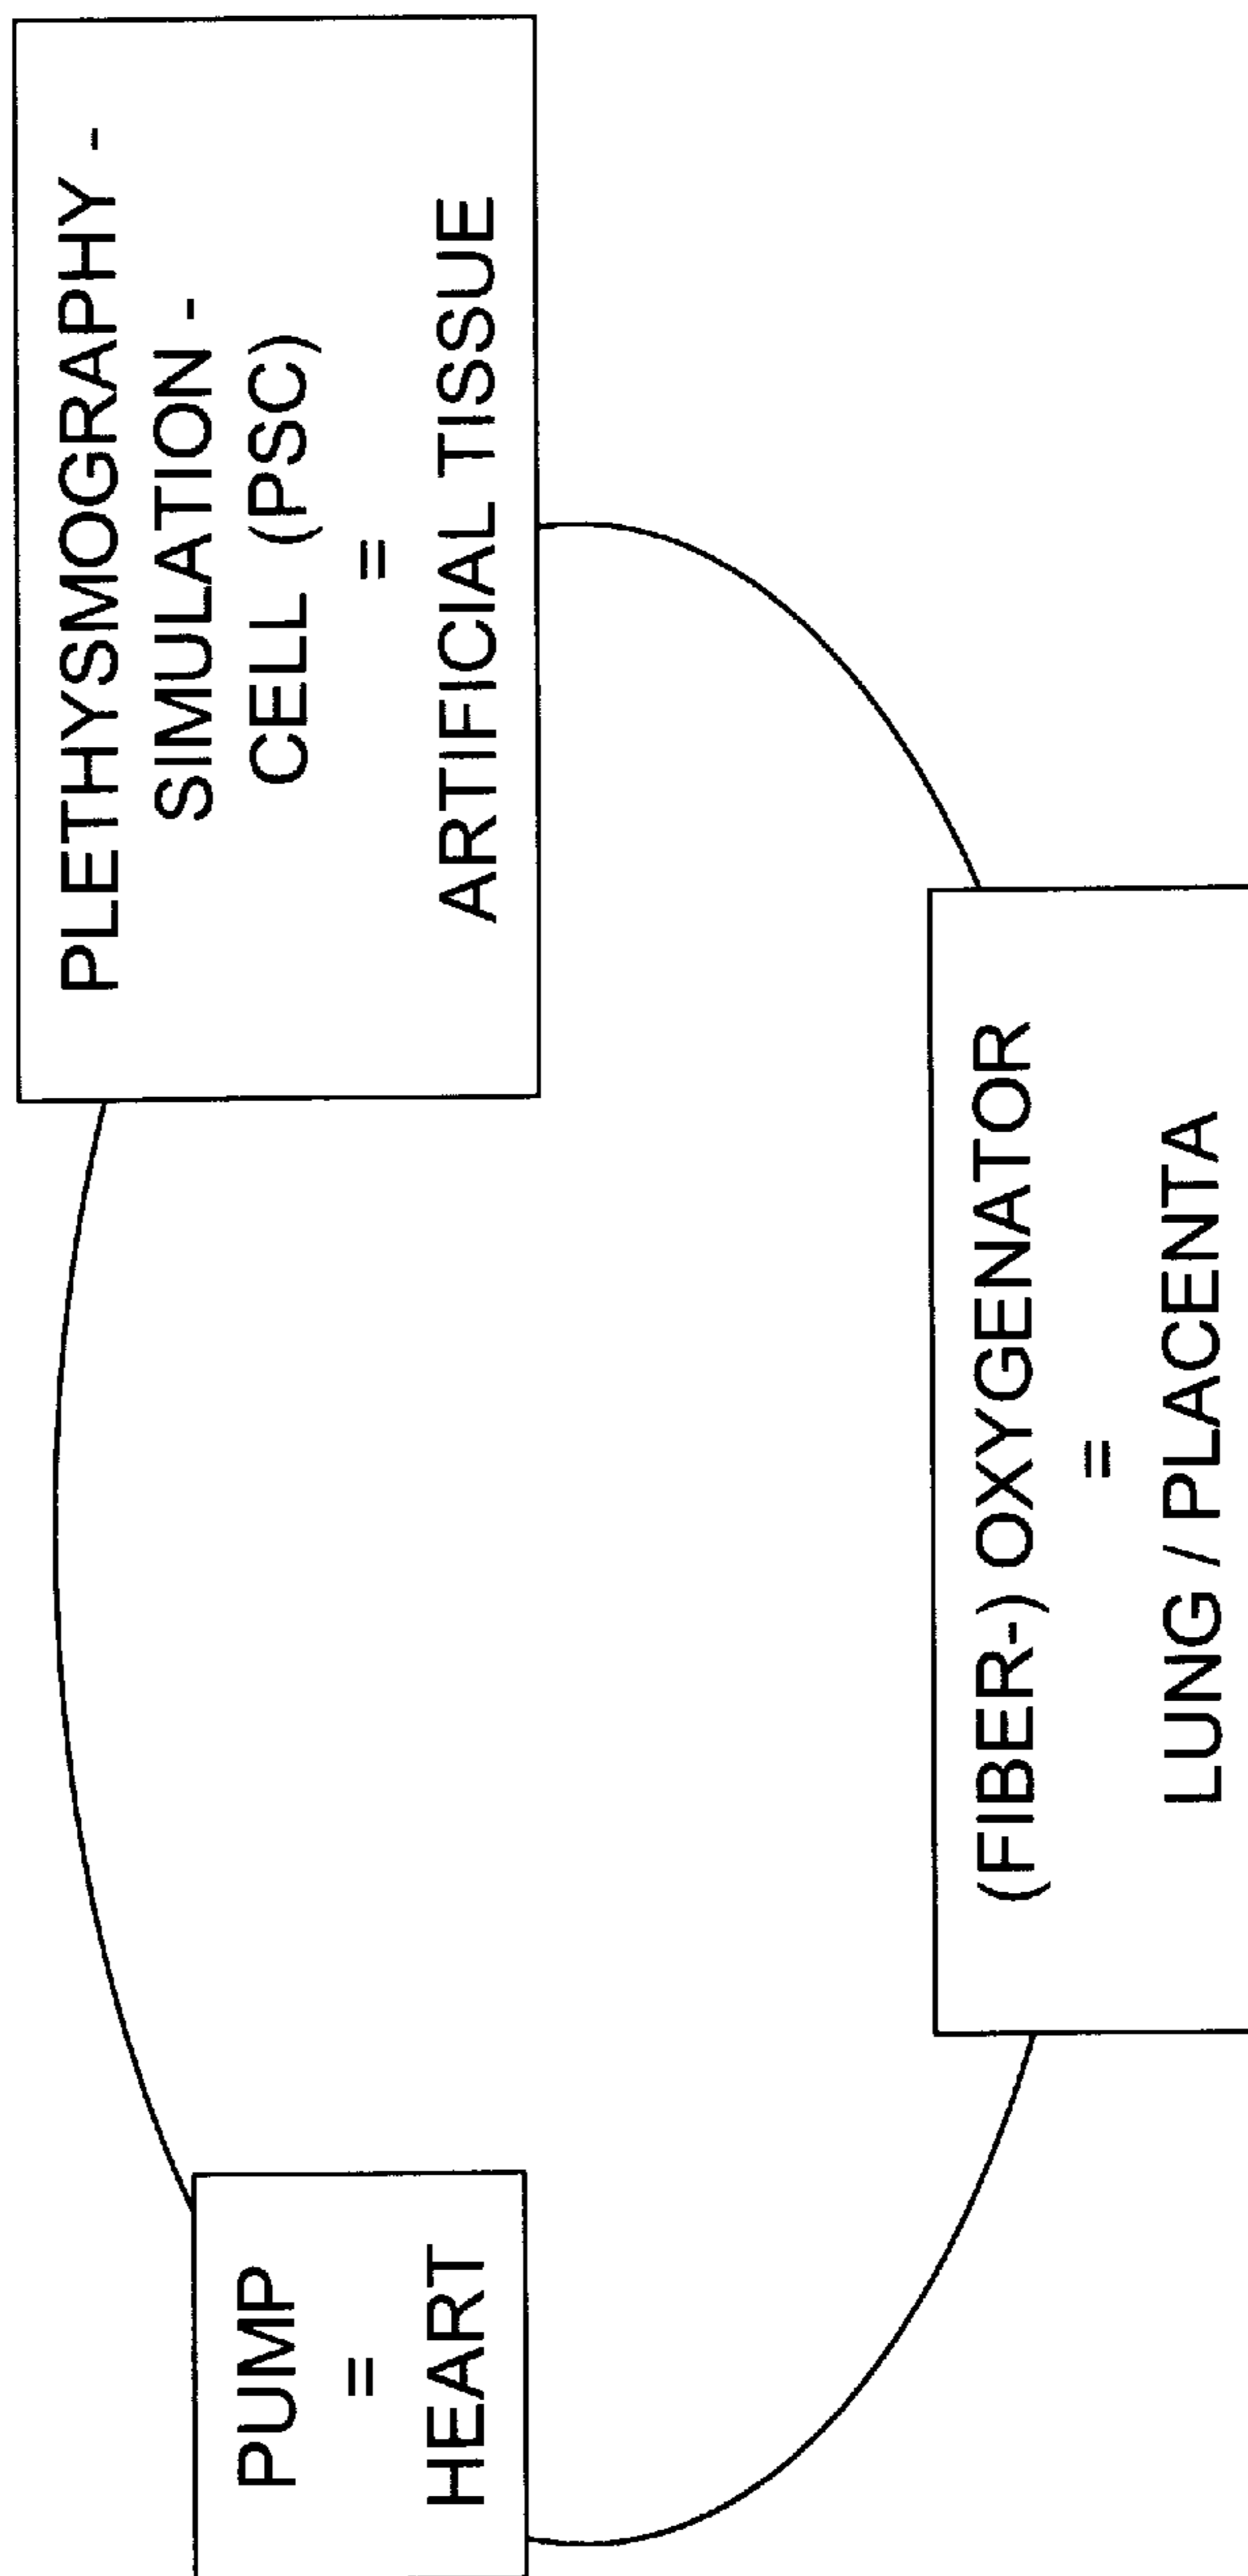 PUMP
=
HEART
PLETHYSMOGRAPHY -
SIMULATION -
CELL (PSC)
=
ARTIFICIAL TISSUE
(FIBER-) OXYGENATOR
=
LUNG / PLACENTA